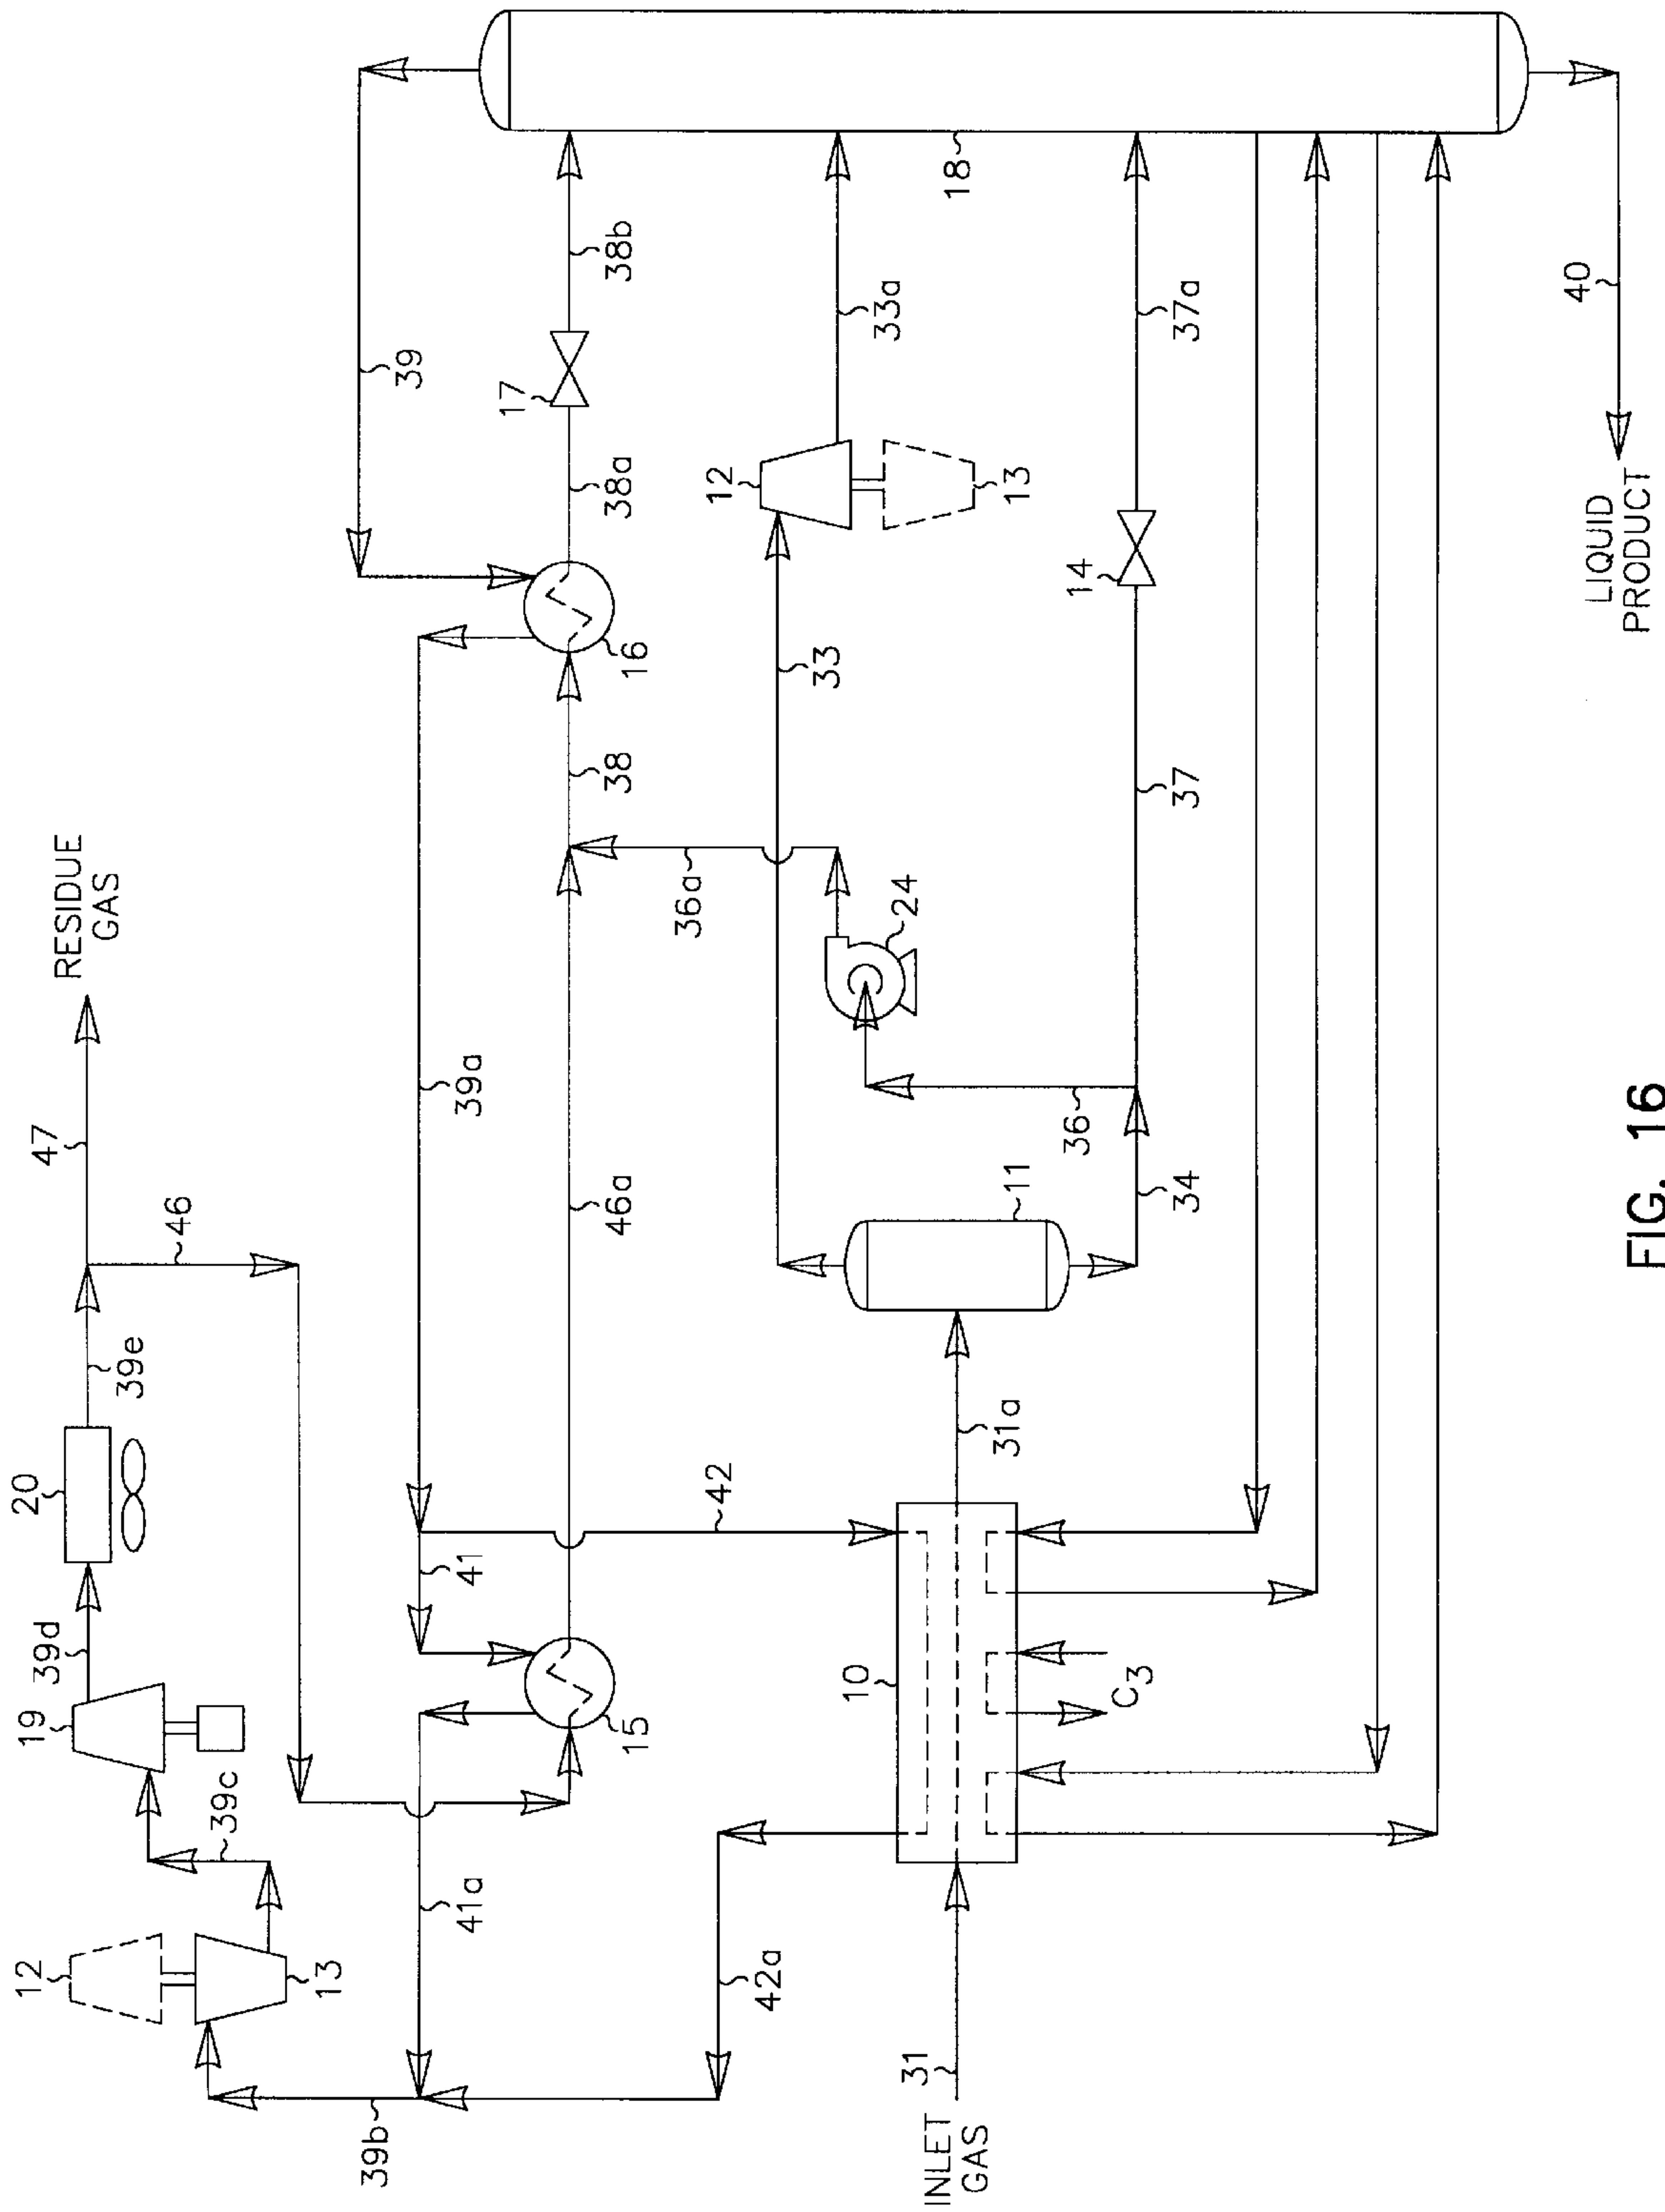 RESIDUE
GAS
47
46
39e
20
39d
19
39c
12
13
39b
41a
42a
39
39a
41
42
15
46a
38
16
38a
17
38b
36a
24
33
12
13
33a
18
14
37
37a
36
34
11
31a
10
C3
31
INLET
GAS
40
LIQUID
PRODUCT
FIG. 16